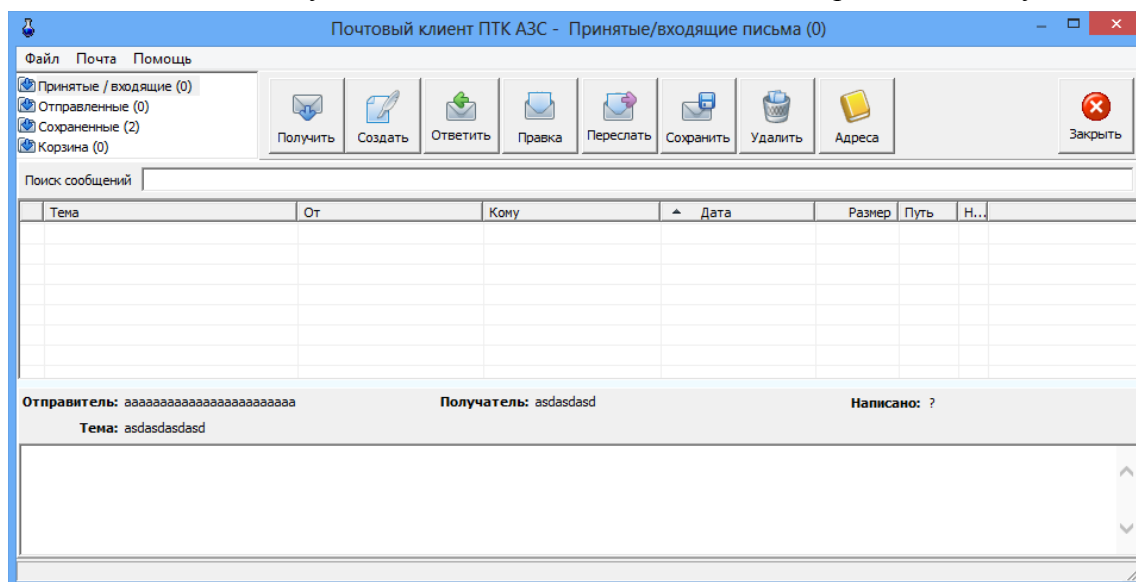 Почтовый клиент ПТК АЗС - Принятые/входящие письма (0)
Файл Почта Помощь
Принятые / входящие (0)
Отправленные (0)
Сохраненные (2)
Корзина (0)
Получить Создать Ответить Правка Переслать Сохранить Удалить Адреса Закрыть
Поиск сообщений
Тема От Кому Дата Размер Путь Н...
Отправитель: aaaaaaaaaaaaaaaaaaaaaaaa Получатель: asdasdasd Написано: ?
Тема: asdasdasdasd